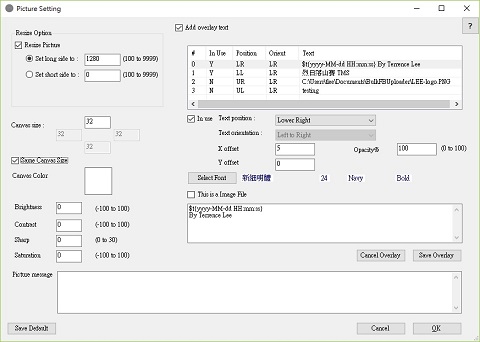 Picture Setting
Resize Option
Resize Picture
Set long side to : 1280 (100 to 9999)
Set short side to : 0 (100 to 9999)
Canvas size : 32
32 32
32
Same Canvas Size
Canvas Color
Brightness 0 (-100 to 100)
Contrast 0 (-100 to 100)
Sharp 0 (0 to 30)
Saturation 0 (-100 to 100)
Add overlay text
?
# In Use Position Orient Text
0 Y LR LR $t{yyyy-MM-dd HH:mm:ss} By Terrence Lee
1 Y LL LR 烈日落山賽 TMS
2 N UR LR C:\Users\tlee\Documents\BulkFBUploader\LEE-logo.PNG
3 N UL LR testing
In use Text position : Lower Right
Text orientation : Left to Right
X offset 5 Opacity% 100 (0 to 100)
Y offset 0
Select Font 新細明體 24 Navy Bold
This is a Image File
$t{yyyy-MM-dd HH:mm:ss}
By Terrence Lee
Cancel Overlay Save Overlay
Picture message
Save Default Cancel OK